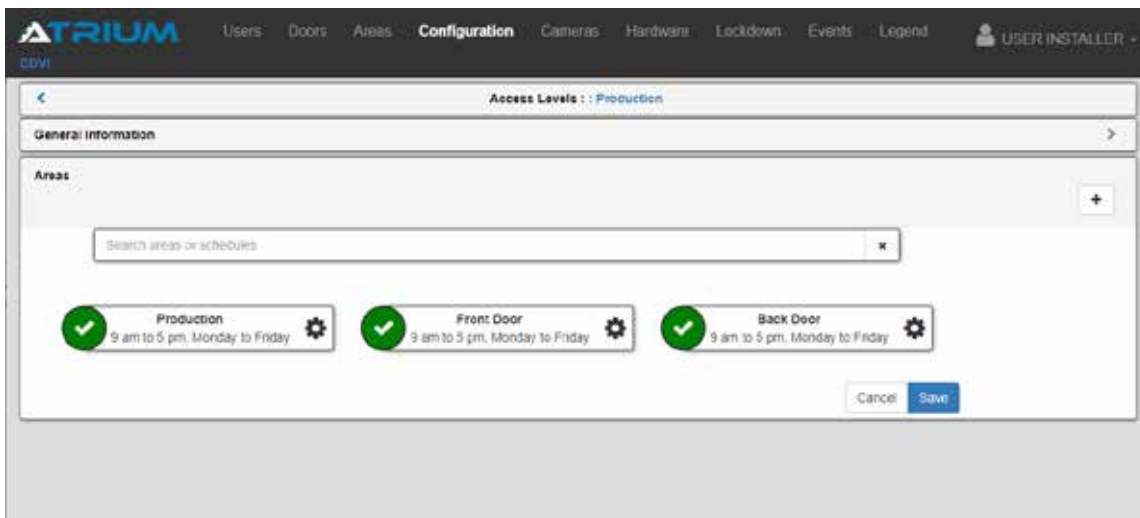 ATRIUM
CDVI
Users Doors Areas Configuration Cameras Hardware Lockdown Events Legend USER INSTALLER
Access Levels : : Production
General Information
Areas
Search areas or schedules
Production
9 am to 5 pm, Monday to Friday
Front Door
9 am to 5 pm, Monday to Friday
Back Door
9 am to 5 pm, Monday to Friday
Cancel Save